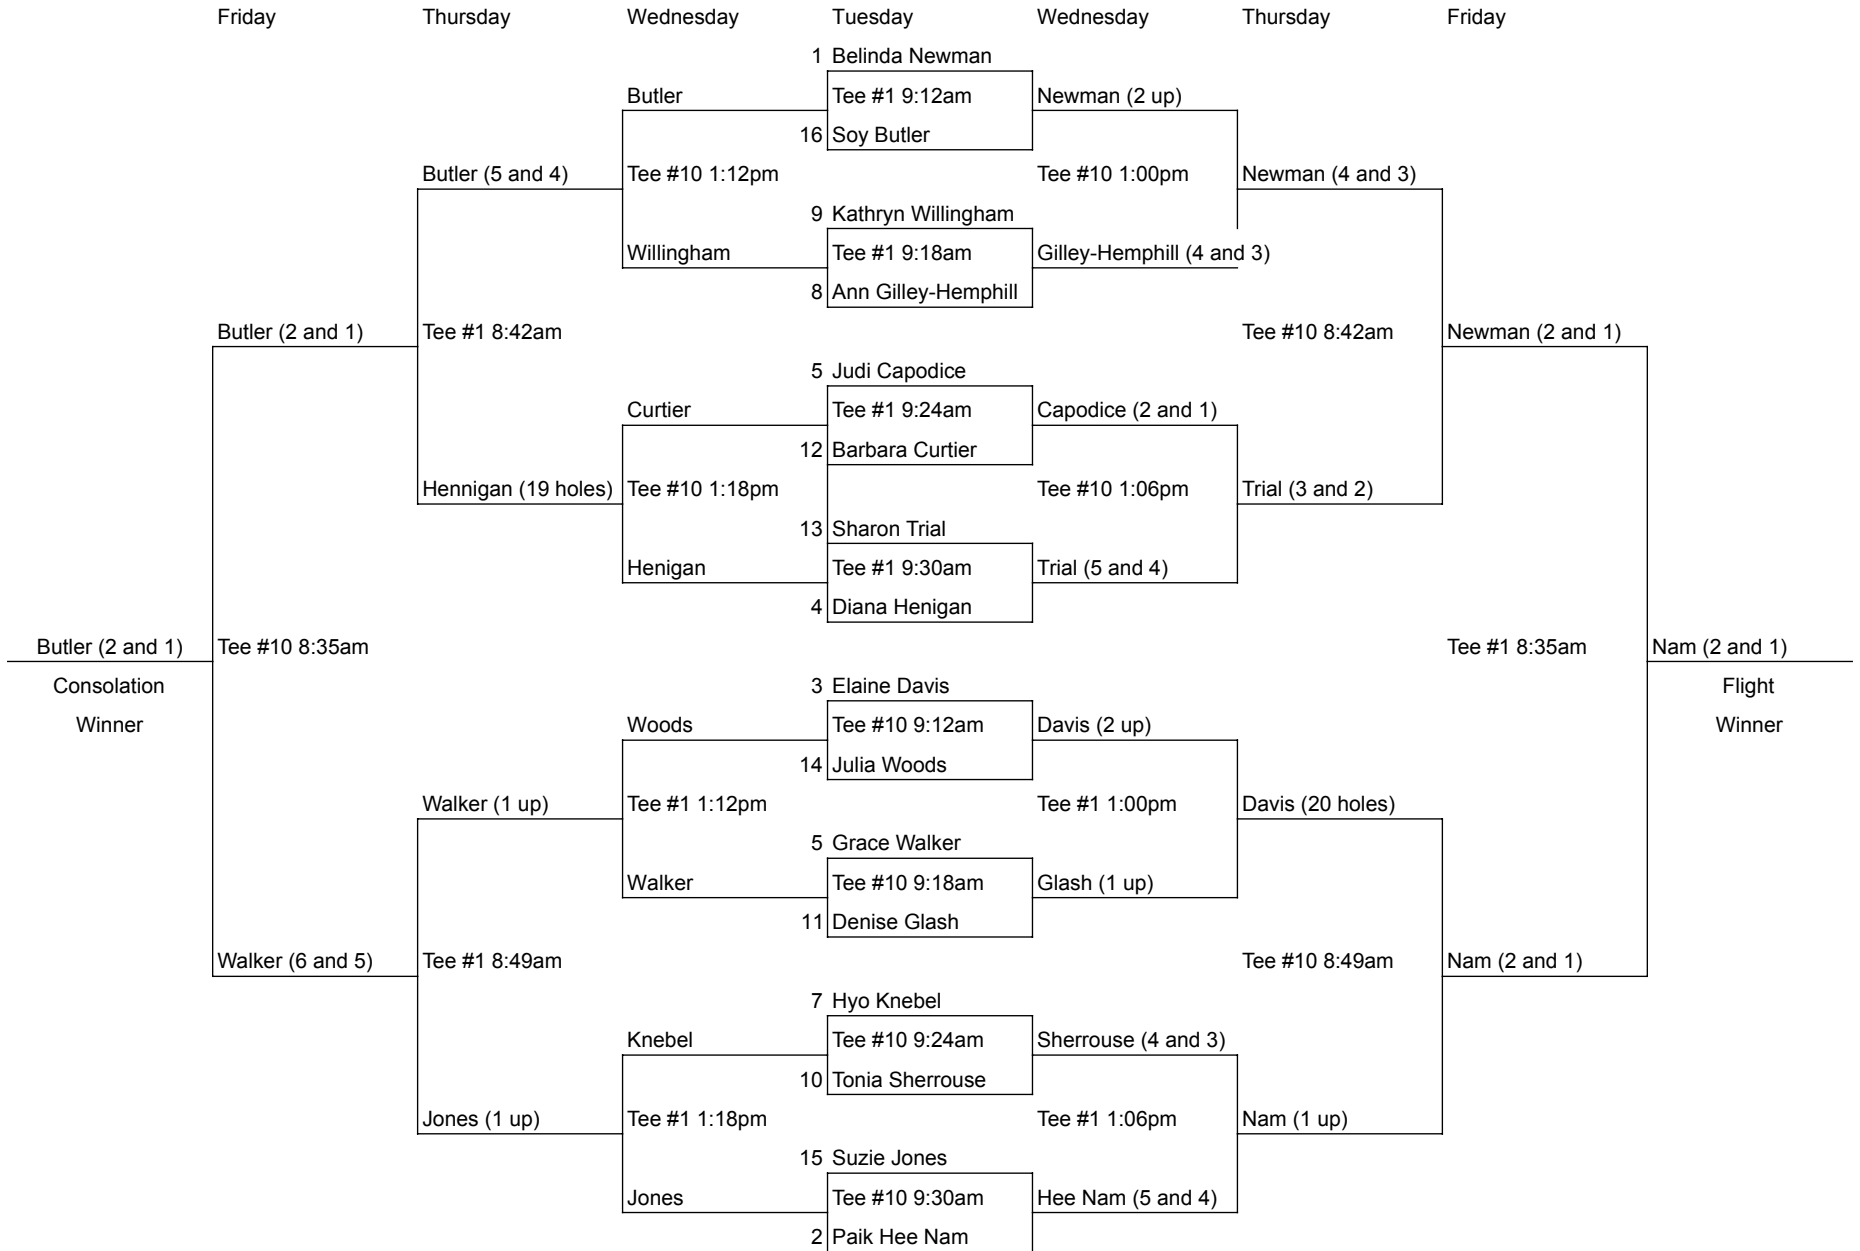 Friday Thursday Wednesday Tuesday Wednesday Thursday Friday
1 Belinda Newman
Butler Tee #1 9:12am Newman (2 up)
16 Soy Butler
Butler (5 and 4) Tee #10 1:12pm Tee #10 1:00pm Newman (4 and 3)
9 Kathryn Willingham
Willingham Tee #1 9:18am Gilley-Hemphill (4 and 3)
8 Ann Gilley-Hemphill
Butler (2 and 1) Tee #1 8:42am Tee #10 8:42am Newman (2 and 1)
5 Judi Capodice
Curtier Tee #1 9:24am Capodice (2 and 1)
12 Barbara Curtier
Hennigan (19 holes) Tee #10 1:18pm Tee #10 1:06pm Trial (3 and 2)
13 Sharon Trial
Henigan Tee #1 9:30am Trial (5 and 4)
4 Diana Henigan
Butler (2 and 1) Tee #10 8:35am Tee #1 8:35am Nam (2 and 1)
Consolation 3 Elaine Davis Flight
Winner Woods Tee #10 9:12am Davis (2 up) Winner
14 Julia Woods
Walker (1 up) Tee #1 1:12pm Tee #1 1:00pm Davis (20 holes)
5 Grace Walker
Walker Tee #10 9:18am Glash (1 up)
11 Denise Glash
Walker (6 and 5) Tee #1 8:49am Tee #10 8:49am Nam (2 and 1)
7 Hyo Knebel
Knebel Tee #10 9:24am Sherrouse (4 and 3)
10 Tonia Sherrouse
Jones (1 up) Tee #1 1:18pm Tee #1 1:06pm Nam (1 up)
15 Suzie Jones
Jones Tee #10 9:30am Hee Nam (5 and 4)
2 Paik Hee Nam